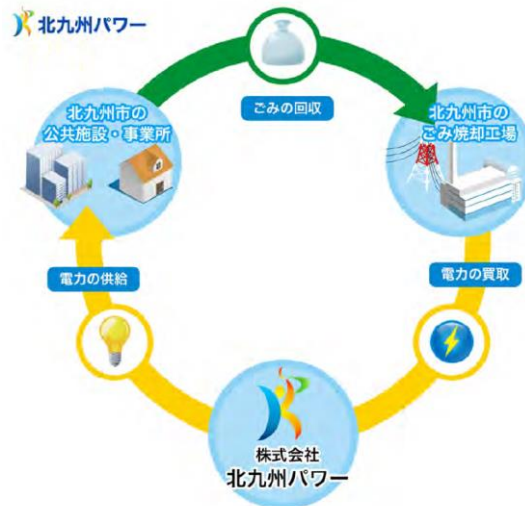 北九州パワー
ごみの回収
北九州市の
公共施設・事業所
北九州市の
ごみ焼却工場
電力の供給
電力の買取
株式会社
北九州パワー